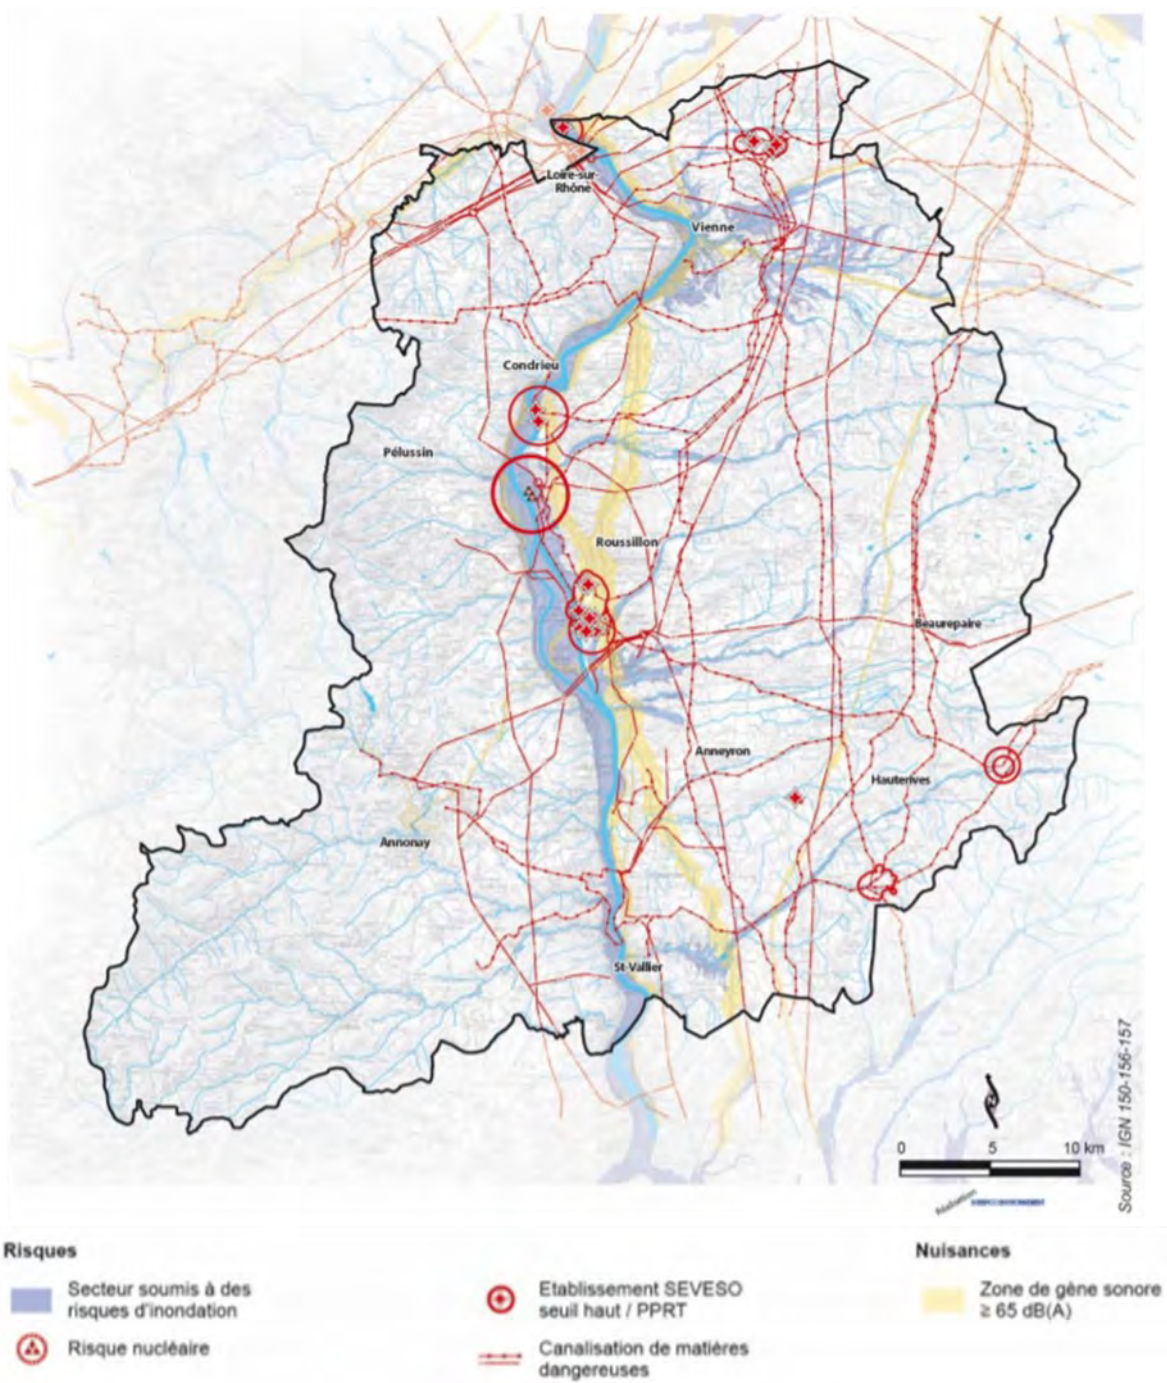 Loire-sur-
Rhône
Vienne
Condrieu
Pélussin
Roussillon
Beaurepaire
Anneyron
Hauterives
Annonay
St-Vallier
0 5 10 km
Source : IGN 150-156-157
Réalisation
Risques
Secteur soumis à des
risques d'inondation
Risque nucléaire
Etablissement SEVESO
seuil haut / PPRT
Canalisation de matières
dangereuses
Nuisances
Zone de gène sonore
≥ 65 dB(A)